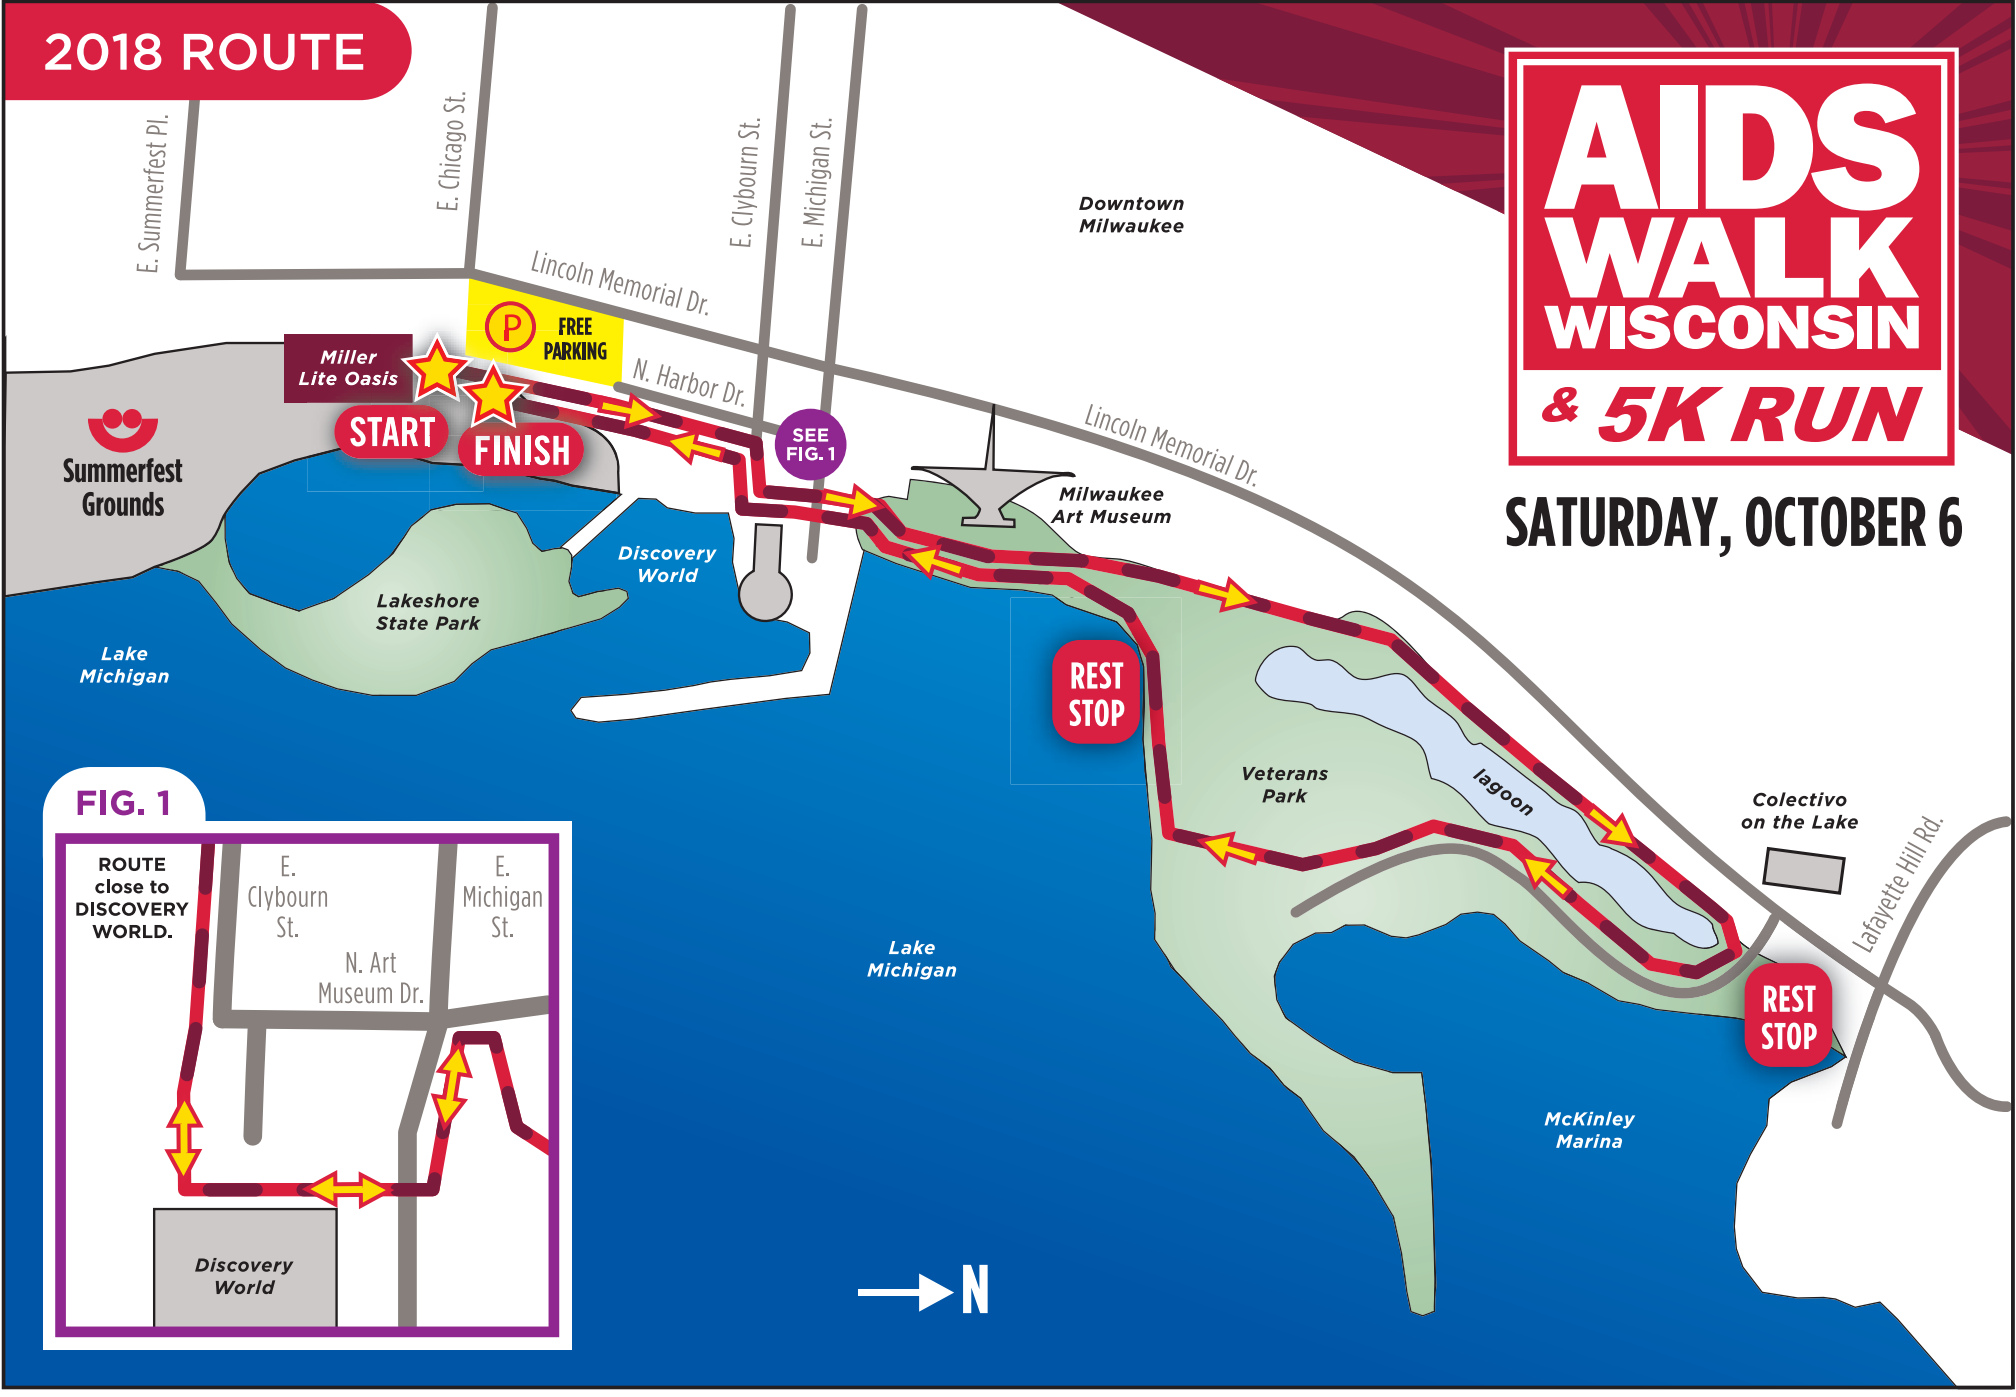 2018 ROUTE
AIDS
WALK
WISCONSIN
& 5K RUN
SATURDAY, OCTOBER 6
E. Summerfest Pl.
E. Chicago St.
E. Clybourn St.
E. Michigan St.
Downtown
Milwaukee
Lincoln Memorial Dr.
P
FREE
PARKING
N. Harbor Dr.
Miller
Lite Oasis
START
FINISH
SEE
FIG. 1
Lincoln Memorial Dr.
Milwaukee
Art Museum
Summerfest
Grounds
Discovery
World
Lakeshore
State Park
Lake
Michigan
REST
STOP
Veterans
Park
lagoon
Colectivo
on the Lake
Lafayette Hill Rd.
REST
STOP
Lake
Michigan
McKinley
Marina
N
FIG. 1
ROUTE
close to
DISCOVERY
WORLD.
E.
Clybourn
St.
E.
Michigan
St.
N. Art
Museum Dr.
Discovery
World